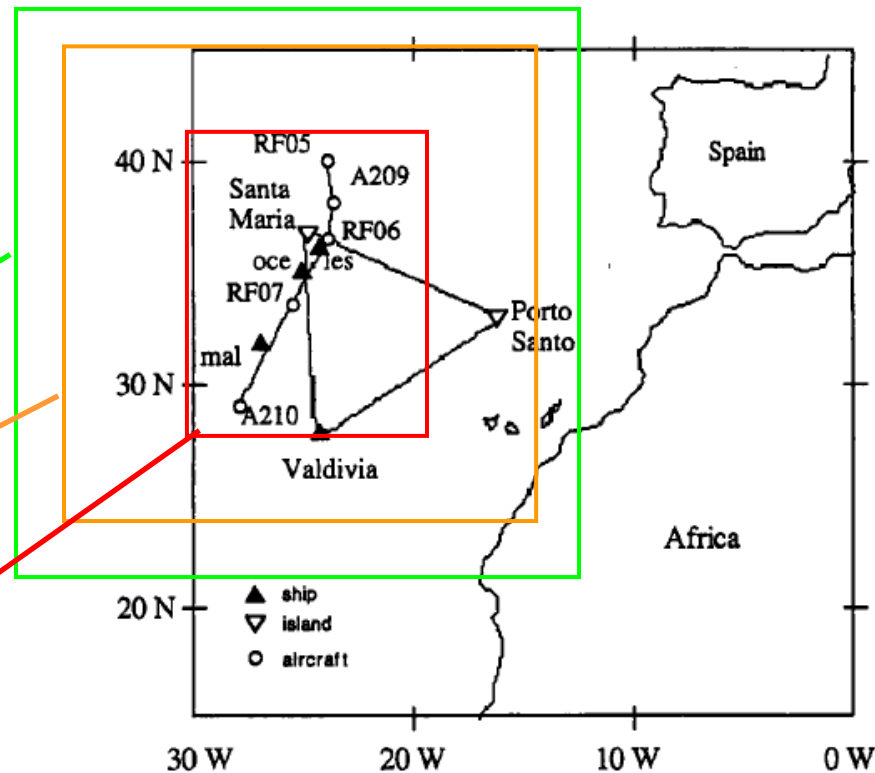 RF05
40 N
A209
Spain
Santa
Maria
RF06
oce
les
RF07
Porto
Santo
mal
30 N
A210
Valdivia
Africa
ship
20 N
island
aircraft
30 W
20 W
10 W
0 W